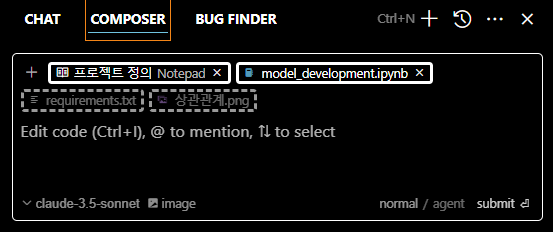 CHAT COMPOSER BUG FINDER Ctrl+N
프로젝트 정의 Notepad model_development.ipynb
requirements.txt 상관관계.png
Edit code (Ctrl+I), @ to mention, ⇅ to select
claude-3.5-sonnet image normal / agent submit ⏎